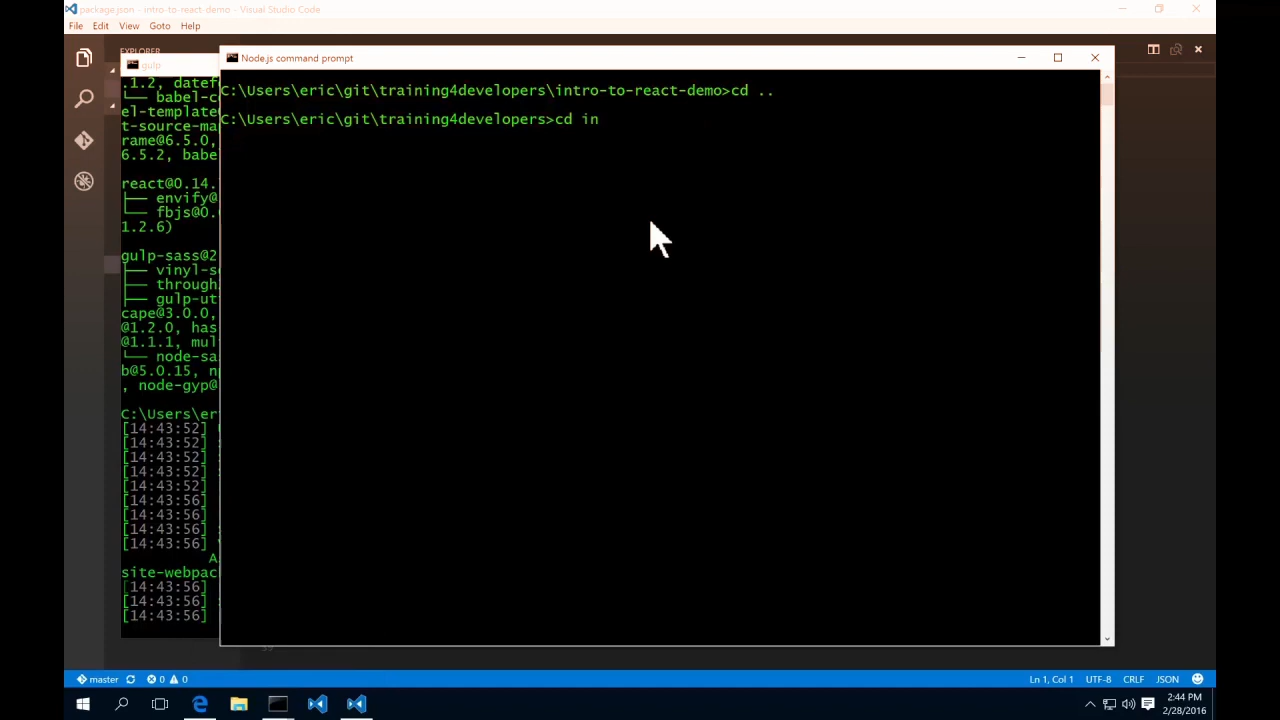 package.json - intro-to-react-demo - Visual Studio Code
File Edit View Goto Help
EXPLORER
gulp
Node.js command prompt
C:\Users\eric\git\training4developers\intro-to-react-demo>cd ..
C:\Users\eric\git\training4developers>cd in
.1.2, datef
└── babel-c
el-template
t-source-ma
rame@6.5.0,
6.5.2, babe
react@0.14.
├── envify@
└── fbjs@0.
1.2.6)
gulp-sass@2
├── vinyl-s
├── through
├── gulp-ut
cape@3.0.0,
@1.2.0, has
@1.1.1, mul
└── node-sa
b@5.0.15, n
, node-gyp@
C:\Users\er
[14:43:52]
[14:43:52]
[14:43:52]
[14:43:52]
[14:43:52]
[14:43:56]
[14:43:56]
[14:43:56]
[14:43:56]
A
site-webpac
[14:43:56]
[14:43:56]
[14:43:56]
master 0 0 Ln 1, Col 1 UTF-8 CRLF JSON
2:44 PM
2/28/2016